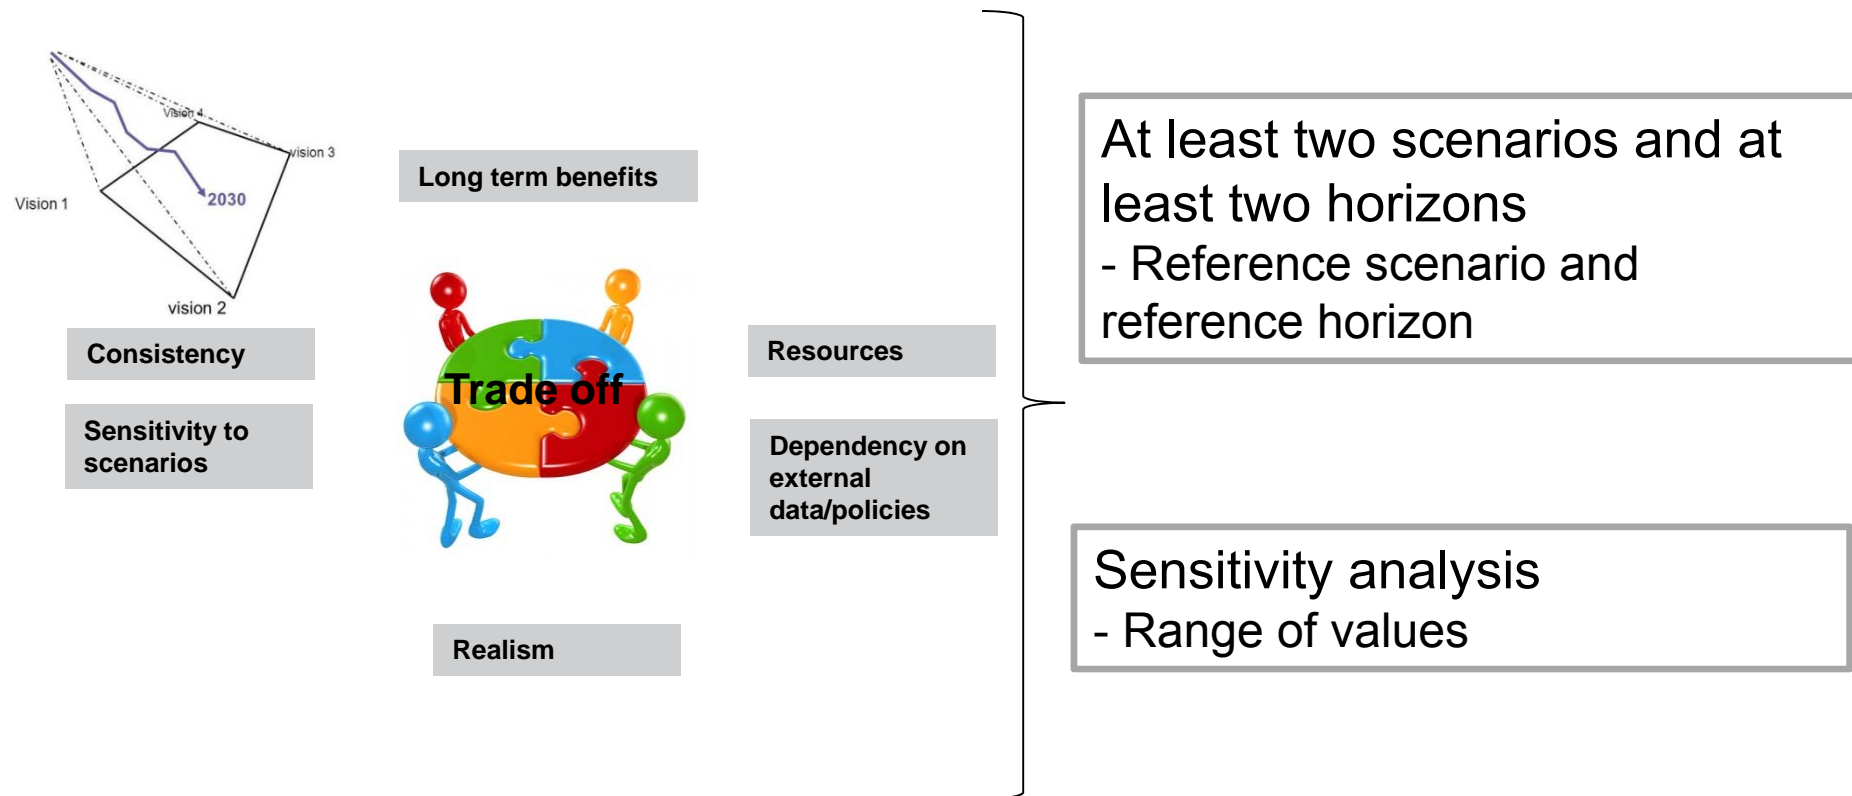 Vision 4
vision 3
Vision 1
2030
vision 2
Long term benefits
Consistency
Sensitivity to
scenarios
Trade off
Resources
Dependency on
external
data/policies
Realism
At least two scenarios and at
least two horizons
- Reference scenario and
reference horizon
Sensitivity analysis
- Range of values